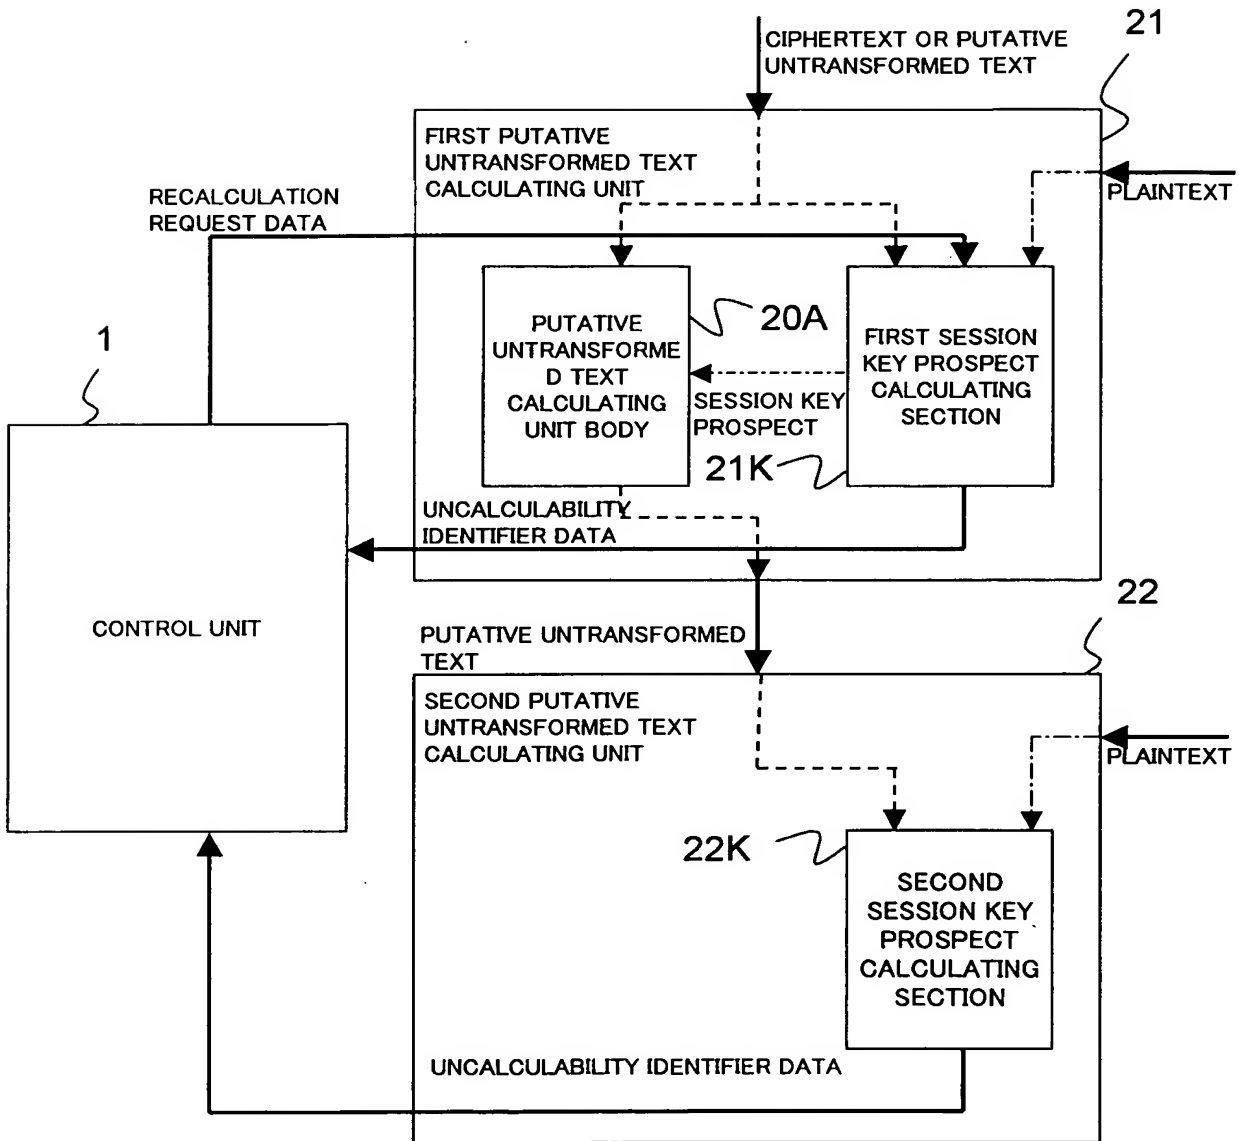 CIPHERTEXT OR PUTATIVE
UNTRANSFORMED TEXT
21
FIRST PUTATIVE
UNTRANSFORMED TEXT
CALCULATING UNIT
PLAINTEXT
RECALCULATION
REQUEST DATA
1
PUTATIVE
UNTRANSFORME
D TEXT
CALCULATING
UNIT BODY
20A
FIRST SESSION
KEY PROSPECT
CALCULATING
SECTION
SESSION KEY
PROSPECT
21K
UNCALCULABILITY
IDENTIFIER DATA
CONTROL UNIT
PUTATIVE UNTRANSFORMED
TEXT
22
SECOND PUTATIVE
UNTRANSFORMED TEXT
CALCULATING UNIT
PLAINTEXT
22K
SECOND
SESSION KEY
PROSPECT
CALCULATING
SECTION
UNCALCULABILITY IDENTIFIER DATA